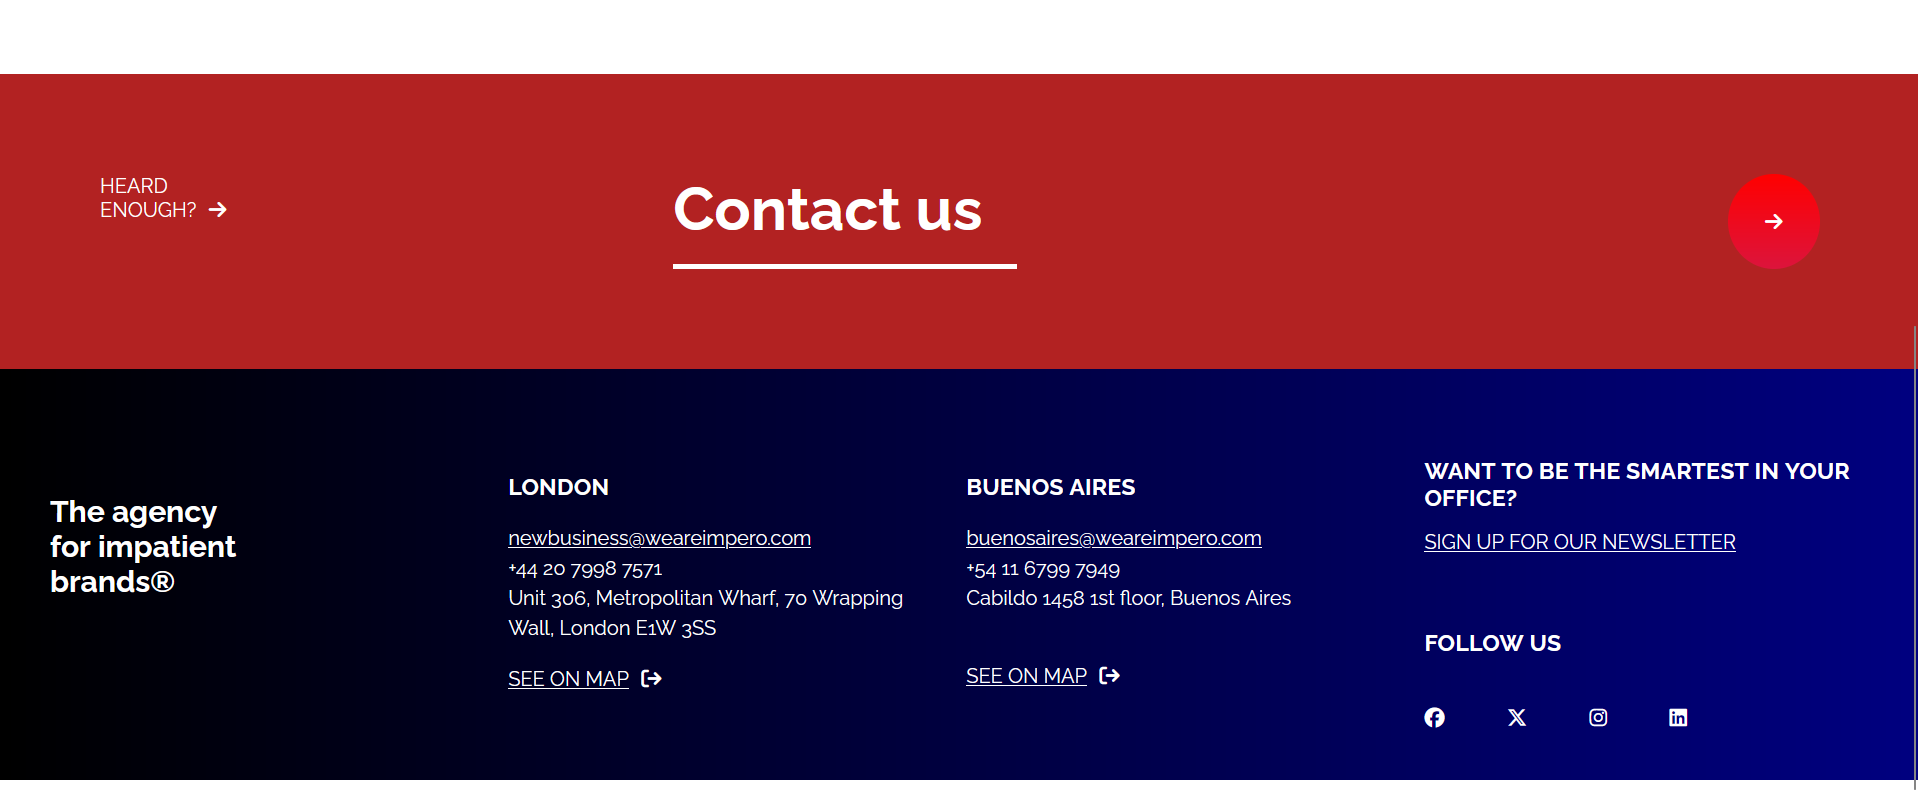 HEARD
ENOUGH?
Contact us
The agency
for impatient
brands®
LONDON
newbusiness@weareimpero.com
+44 20 7998 7571
Unit 306, Metropolitan Wharf, 70 Wrapping
Wall, London E1W 3SS
SEE ON MAP
BUENOS AIRES
buenosaires@weareimpero.com
+54 11 6799 7949
Cabildo 1458 1st floor, Buenos Aires
SEE ON MAP
WANT TO BE THE SMARTEST IN YOUR
OFFICE?
SIGN UP FOR OUR NEWSLETTER
FOLLOW US